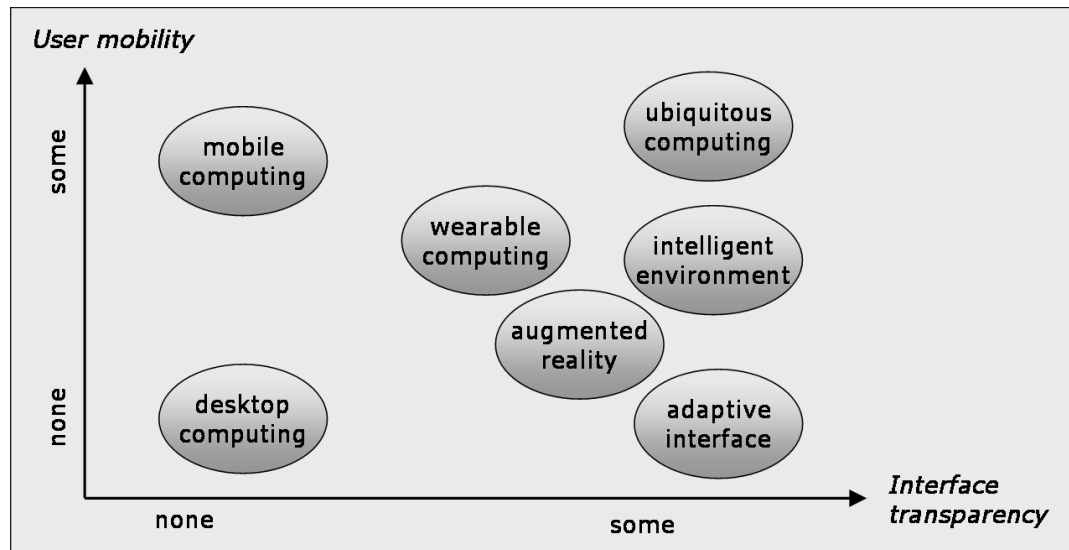 User mobility
some
none
mobile
computing
ubiquitous
computing
wearable
computing
intelligent
environment
augmented
reality
desktop
computing
adaptive
interface
none
some
Interface
transparency